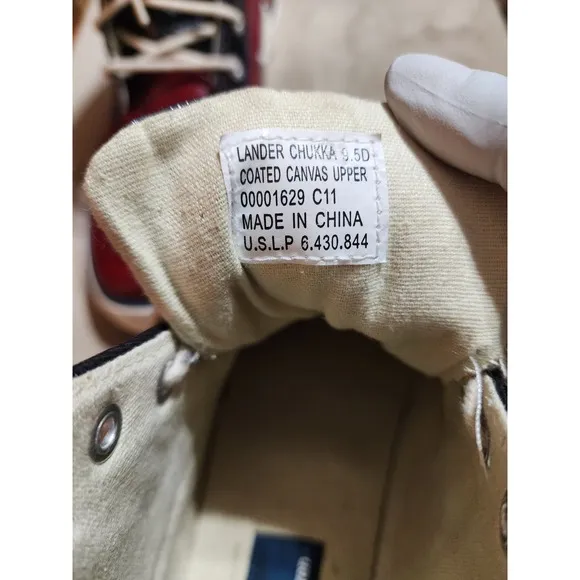 LANDER CHUKKA 9.5D
COATED CANVAS UPPER
00001629 C11
MADE IN CHINA
U.S.L.P 6.430.844